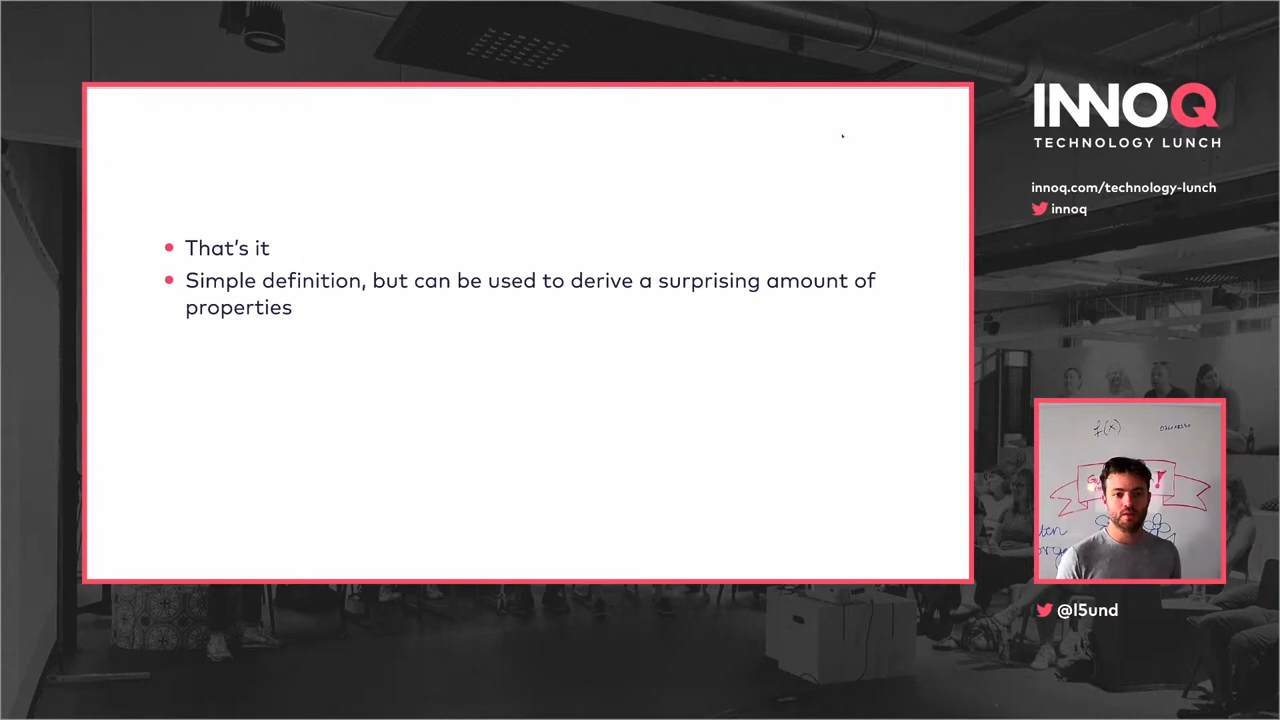 That's it
Simple definition, but can be used to derive a surprising amount of
properties
INNOQ
TECHNOLOGY LUNCH
innoq.com/technology-lunch
innoq
f(x)
@l5und